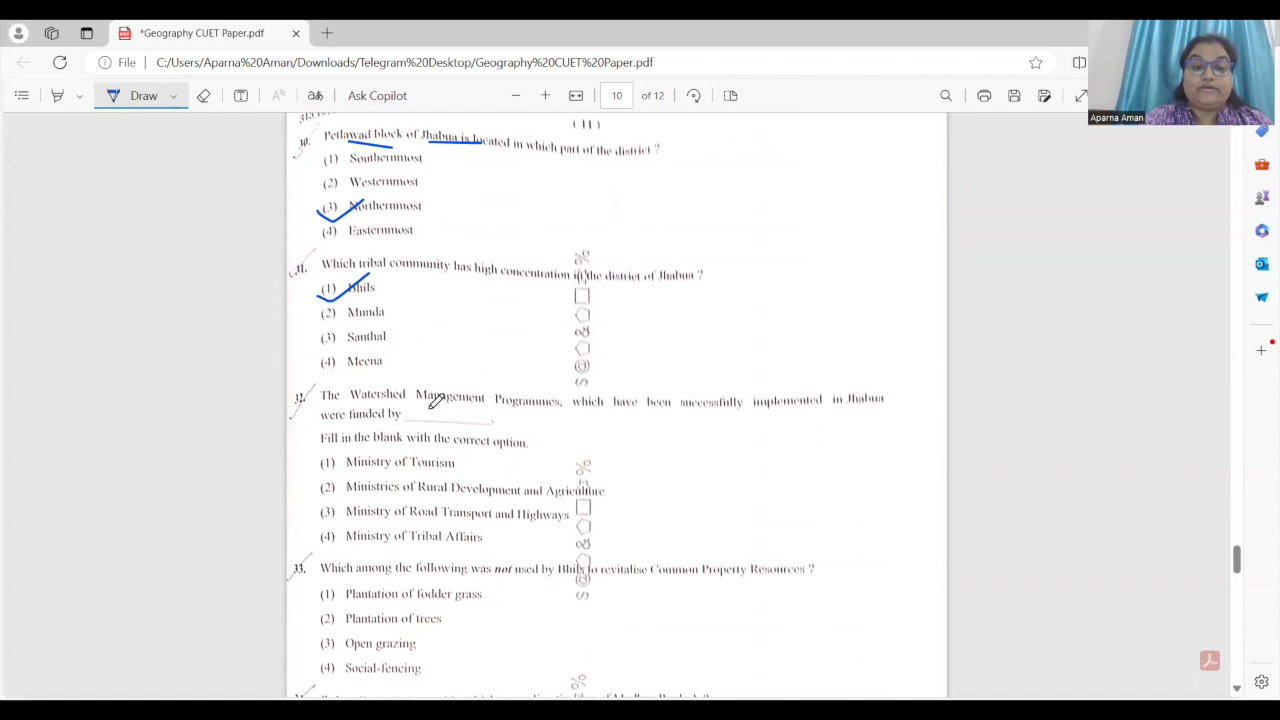 *Geography CUET Paper.pdf
File C:/Users/Aparna%20Aman/Downloads/Telegram%20Desktop/Geography%20CUET%20Paper.pdf
Draw
Ask Copilot
10 of 12
Aparna Aman
(11)
30. Petlawad block of Jhabua is located in which part of the district ?
(1) Southernmost
(2) Westernmost
(3) Northernmost
(4) Easternmost
31. Which tribal community has high concentration in the district of Jhabua ?
(1) Bhils
(2) Munda
(3) Santhal
(4) Meena
32. The Watershed Management Programmes, which have been successfully implemented in Jhabua
were funded by __________.
Fill in the blank with the correct option.
(1) Ministry of Tourism
(2) Ministries of Rural Development and Agriculture
(3) Ministry of Road Transport and Highways
(4) Ministry of Tribal Affairs
33. Which among the following was not used by Bhils to revitalise Common Property Resources ?
(1) Plantation of fodder grass
(2) Plantation of trees
(3) Open grazing
(4) Social-fencing